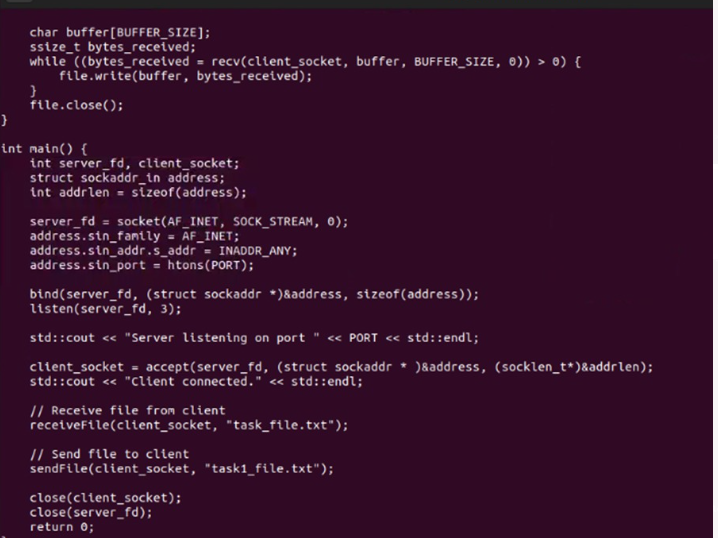 char buffer[BUFFER_SIZE];
    ssize_t bytes_received;
    while ((bytes_received = recv(client_socket, buffer, BUFFER_SIZE, 0)) > 0) {
        file.write(buffer, bytes_received);
    }
    file.close();
}

int main() {
    int server_fd, client_socket;
    struct sockaddr_in address;
    int addrlen = sizeof(address);

    server_fd = socket(AF_INET, SOCK_STREAM, 0);
    address.sin_family = AF_INET;
    address.sin_addr.s_addr = INADDR_ANY;
    address.sin_port = htons(PORT);

    bind(server_fd, (struct sockaddr *)&address, sizeof(address));
    listen(server_fd, 3);

    std::cout << "Server listening on port " << PORT << std::endl;

    client_socket = accept(server_fd, (struct sockaddr * )&address, (socklen_t*)&addrlen);
    std::cout << "Client connected." << std::endl;

    // Receive file from client
    receiveFile(client_socket, "task_file.txt");

    // Send file to client
    sendFile(client_socket, "task1_file.txt");

    close(client_socket);
    close(server_fd);
    return 0;